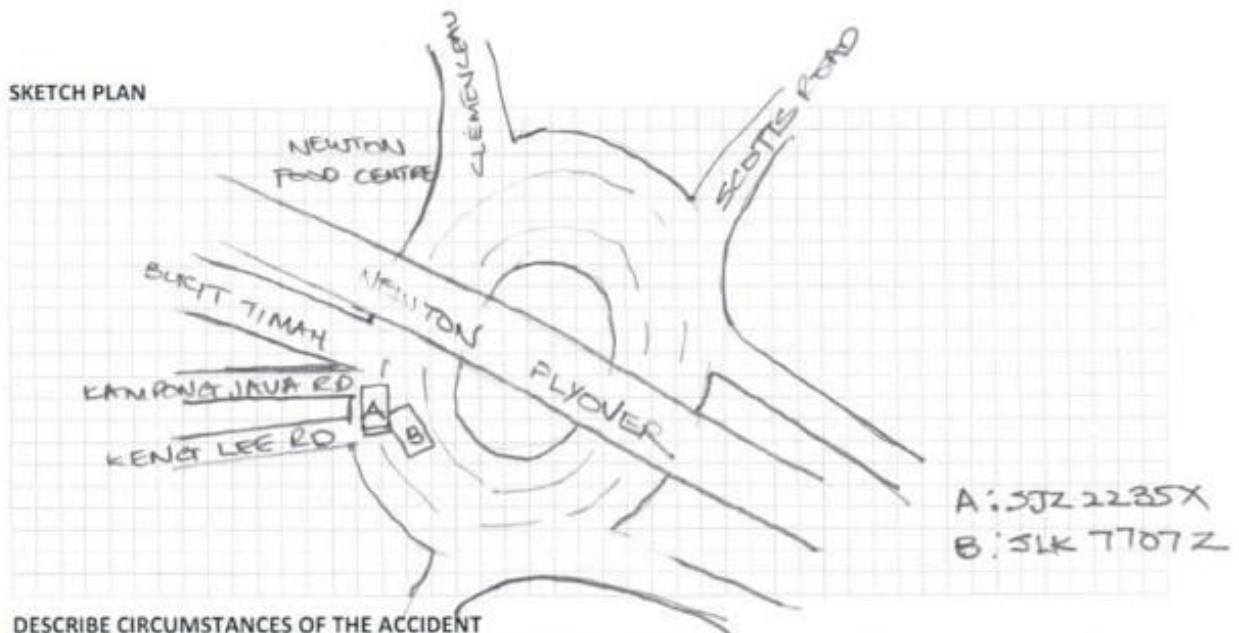 SKETCH PLAN
NEWTON
FOOD CENTRE
CLEMENCEAU
SCOTTS ROAD
BUKIT TIMAH
NEWTON FLYOVER
KAMPONG JAVA RD
A
B
KENG LEE RD
A: SJZ 2235X
B: SLK 7707Z
DESCRIBE CIRCUMSTANCES OF THE ACCIDENT